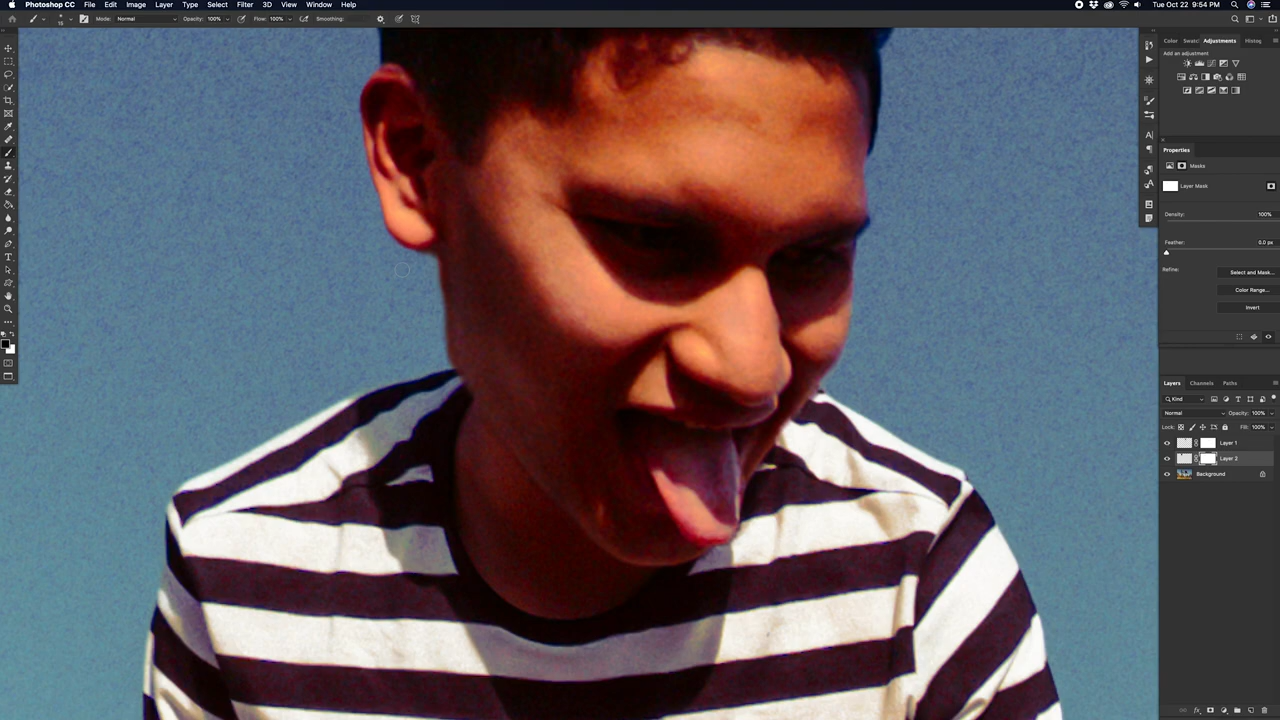 Photoshop CC File Edit Image Layer Type Select Filter 3D View Window Help Tue Oct 22 9:54 PM
15 Mode: Normal Opacity: 100% Flow: 100% Smoothing:
Color Swatc Adjustments Histog
Add an adjustment
Properties
Masks
Layer Mask
Density: 100%
Feather: 0.0 px
Refine: Select and Mask...
Color Range...
Invert
Layers Channels Paths
Kind
Normal Opacity: 100%
Lock: Fill: 100%
Layer 1
Layer 2
Background